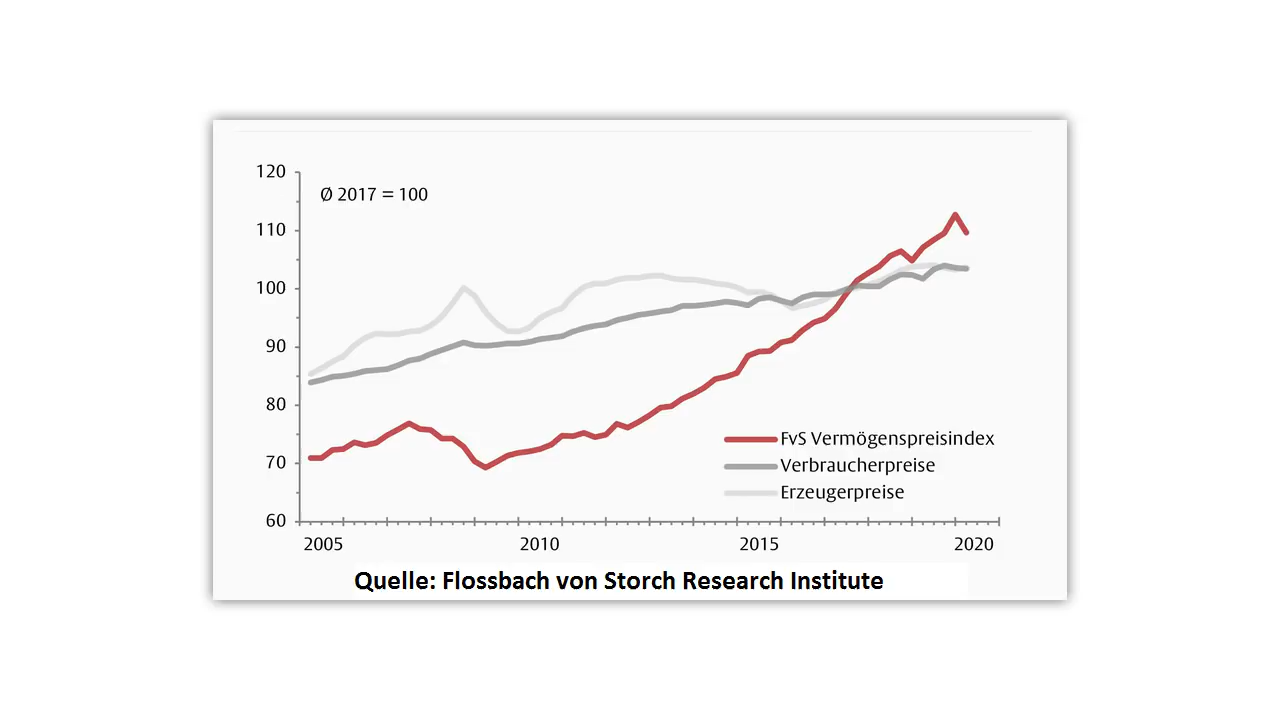 120
Ø 2017 = 100
110
100
90
80
FvS Vermögenspreisindex
Verbraucherpreise
70
Erzeugerpreise
60
2005 2010 2015 2020
Quelle: Flossbach von Storch Research Institute